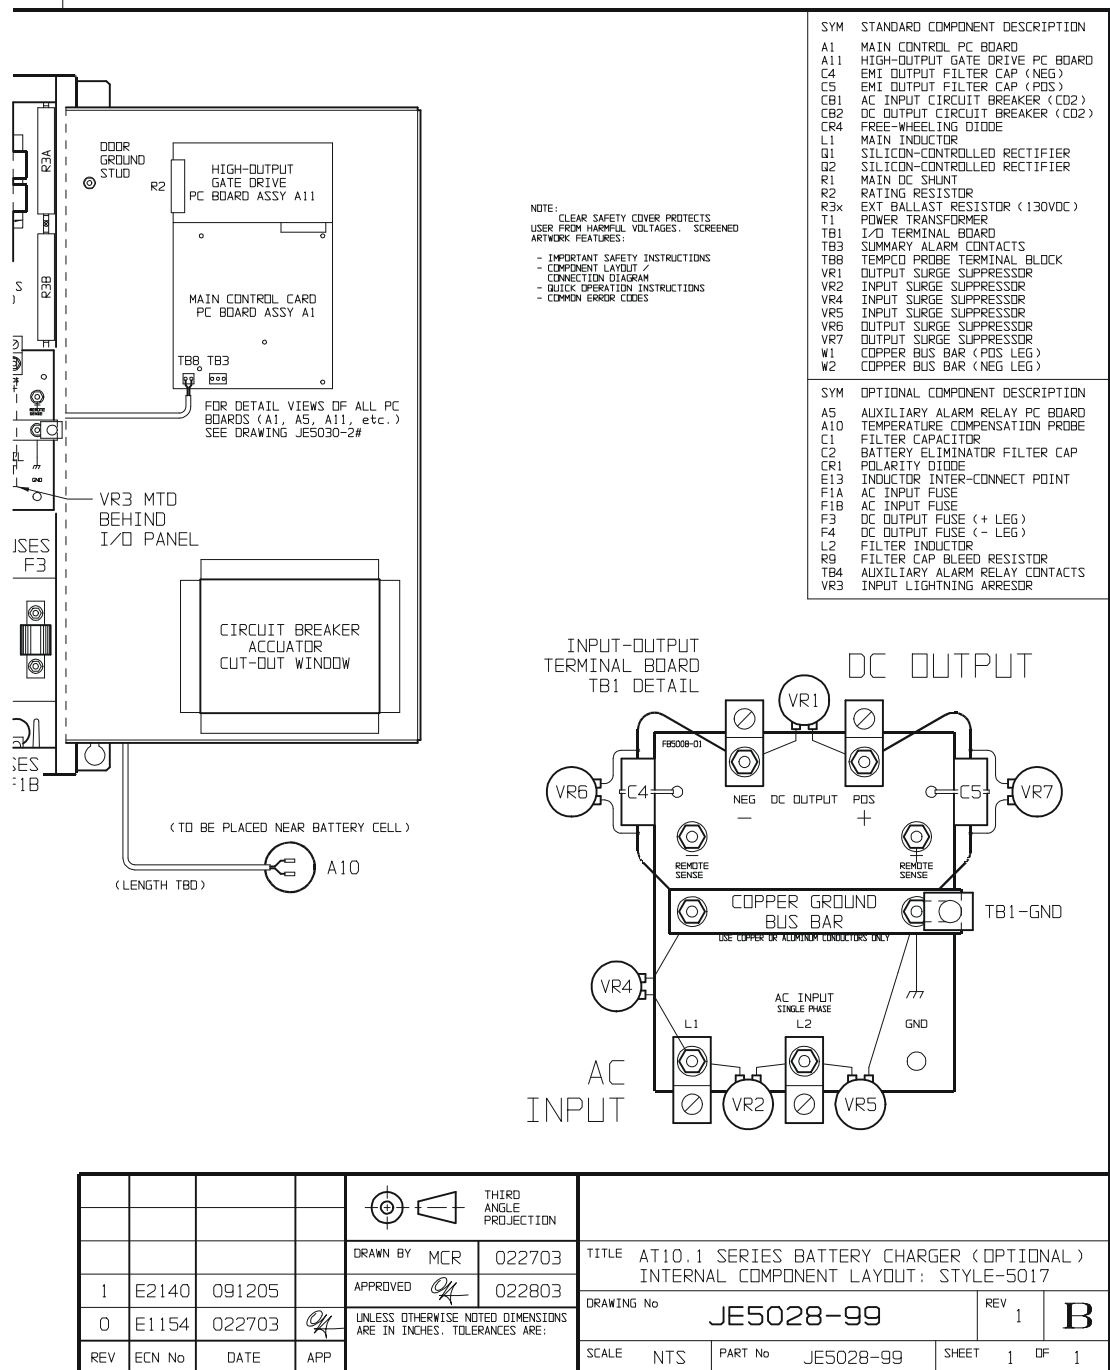 SYM STANDARD COMPONENT DESCRIPTION
A1 MAIN CONTROL PC BOARD
A11 HIGH-OUTPUT GATE DRIVE PC BOARD
C4 EMI OUTPUT FILTER CAP (NEG)
C5 EMI OUTPUT FILTER CAP (POS)
CB1 AC INPUT CIRCUIT BREAKER (CD2)
CB2 DC OUTPUT CIRCUIT BREAKER (CD2)
CR4 FREE-WHEELING DIODE
L1 MAIN INDUCTOR
Q1 SILICON-CONTROLLED RECTIFIER
Q2 SILICON-CONTROLLED RECTIFIER
R1 MAIN DC SHUNT
R2 RATING RESISTOR
R3x EXT BALLAST RESISTOR (130VDC)
T1 POWER TRANSFORMER
TB1 I/O TERMINAL BOARD
TB3 SUMMARY ALARM CONTACTS
TB8 TEMPCO PROBE TERMINAL BLOCK
VR1 OUTPUT SURGE SUPPRESSOR
VR2 INPUT SURGE SUPPRESSOR
VR4 INPUT SURGE SUPPRESSOR
VR5 INPUT SURGE SUPPRESSOR
VR6 OUTPUT SURGE SUPPRESSOR
VR7 OUTPUT SURGE SUPPRESSOR
W1 COPPER BUS BAR (POS LEG)
W2 COPPER BUS BAR (NEG LEG)
SYM OPTIONAL COMPONENT DESCRIPTION
A5 AUXILIARY ALARM RELAY PC BOARD
A10 TEMPERATURE COMPENSATION PROBE
C1 FILTER CAPACITOR
C2 BATTERY ELIMINATOR FILTER CAP
CR1 POLARITY DIODE
E13 INDUCTOR INTER-CONNECT POINT
F1A AC INPUT FUSE
F1B AC INPUT FUSE
F3 DC OUTPUT FUSE (+ LEG)
F4 DC OUTPUT FUSE (- LEG)
L2 FILTER INDUCTOR
R9 FILTER CAP BLEED RESISTOR
TB4 AUXILIARY ALARM RELAY CONTACTS
VR3 INPUT LIGHTNING ARRESOR
NOTE:
CLEAR SAFETY COVER PROTECTS
USER FROM HARMFUL VOLTAGES. SCREENED
ARTWORK FEATURES:
- IMPORTANT SAFETY INSTRUCTIONS
- COMPONENT LAYOUT /
CONNECTION DIAGRAM
- QUICK OPERATION INSTRUCTIONS
- COMMON ERROR CODES
R3A
R3B
S
DOOR
GROUND
STUD
R2
HIGH-OUTPUT
GATE DRIVE
PC BOARD ASSY A11
MAIN CONTROL CARD
PC BOARD ASSY A1
TB8 TB3
FOR DETAIL VIEWS OF ALL PC
BOARDS (A1, A5, A11, etc.)
SEE DRAWING JE5030-2#
REMOTE
SENSE
GND
VR3 MTD
BEHIND
I/O PANEL
USES
F3
CIRCUIT BREAKER
ACCUATOR
CUT-OUT WINDOW
SES
F1B
(TO BE PLACED NEAR BATTERY CELL)
A10
(LENGTH TBD)
INPUT-OUTPUT
TERMINAL BOARD
TB1 DETAIL
DC OUTPUT
VR1
FB5008-01
VR6 C4 C5 VR7
NEG DC OUTPUT POS
- +
- +
REMOTE
SENSE
REMOTE
SENSE
COPPER GROUND
BUS BAR
TB1-GND
USE COPPER OR ALUMINUM CONDUCTORS ONLY
VR4
AC INPUT
SINGLE PHASE
L1 L2 GND
AC
INPUT
VR2 VR5
THIRD
ANGLE
PROJECTION
DRAWN BY MCR 022703
APPROVED 022803
UNLESS OTHERWISE NOTED DIMENSIONS
ARE IN INCHES. TOLERANCES ARE:
1 E2140 091205
0 E1154 022703
REV ECN No DATE APP
TITLE AT10.1 SERIES BATTERY CHARGER (OPTIONAL)
INTERNAL COMPONENT LAYOUT: STYLE-5017
DRAWING No JE5028-99 REV 1 B
SCALE NTS PART No JE5028-99 SHEET 1 OF 1